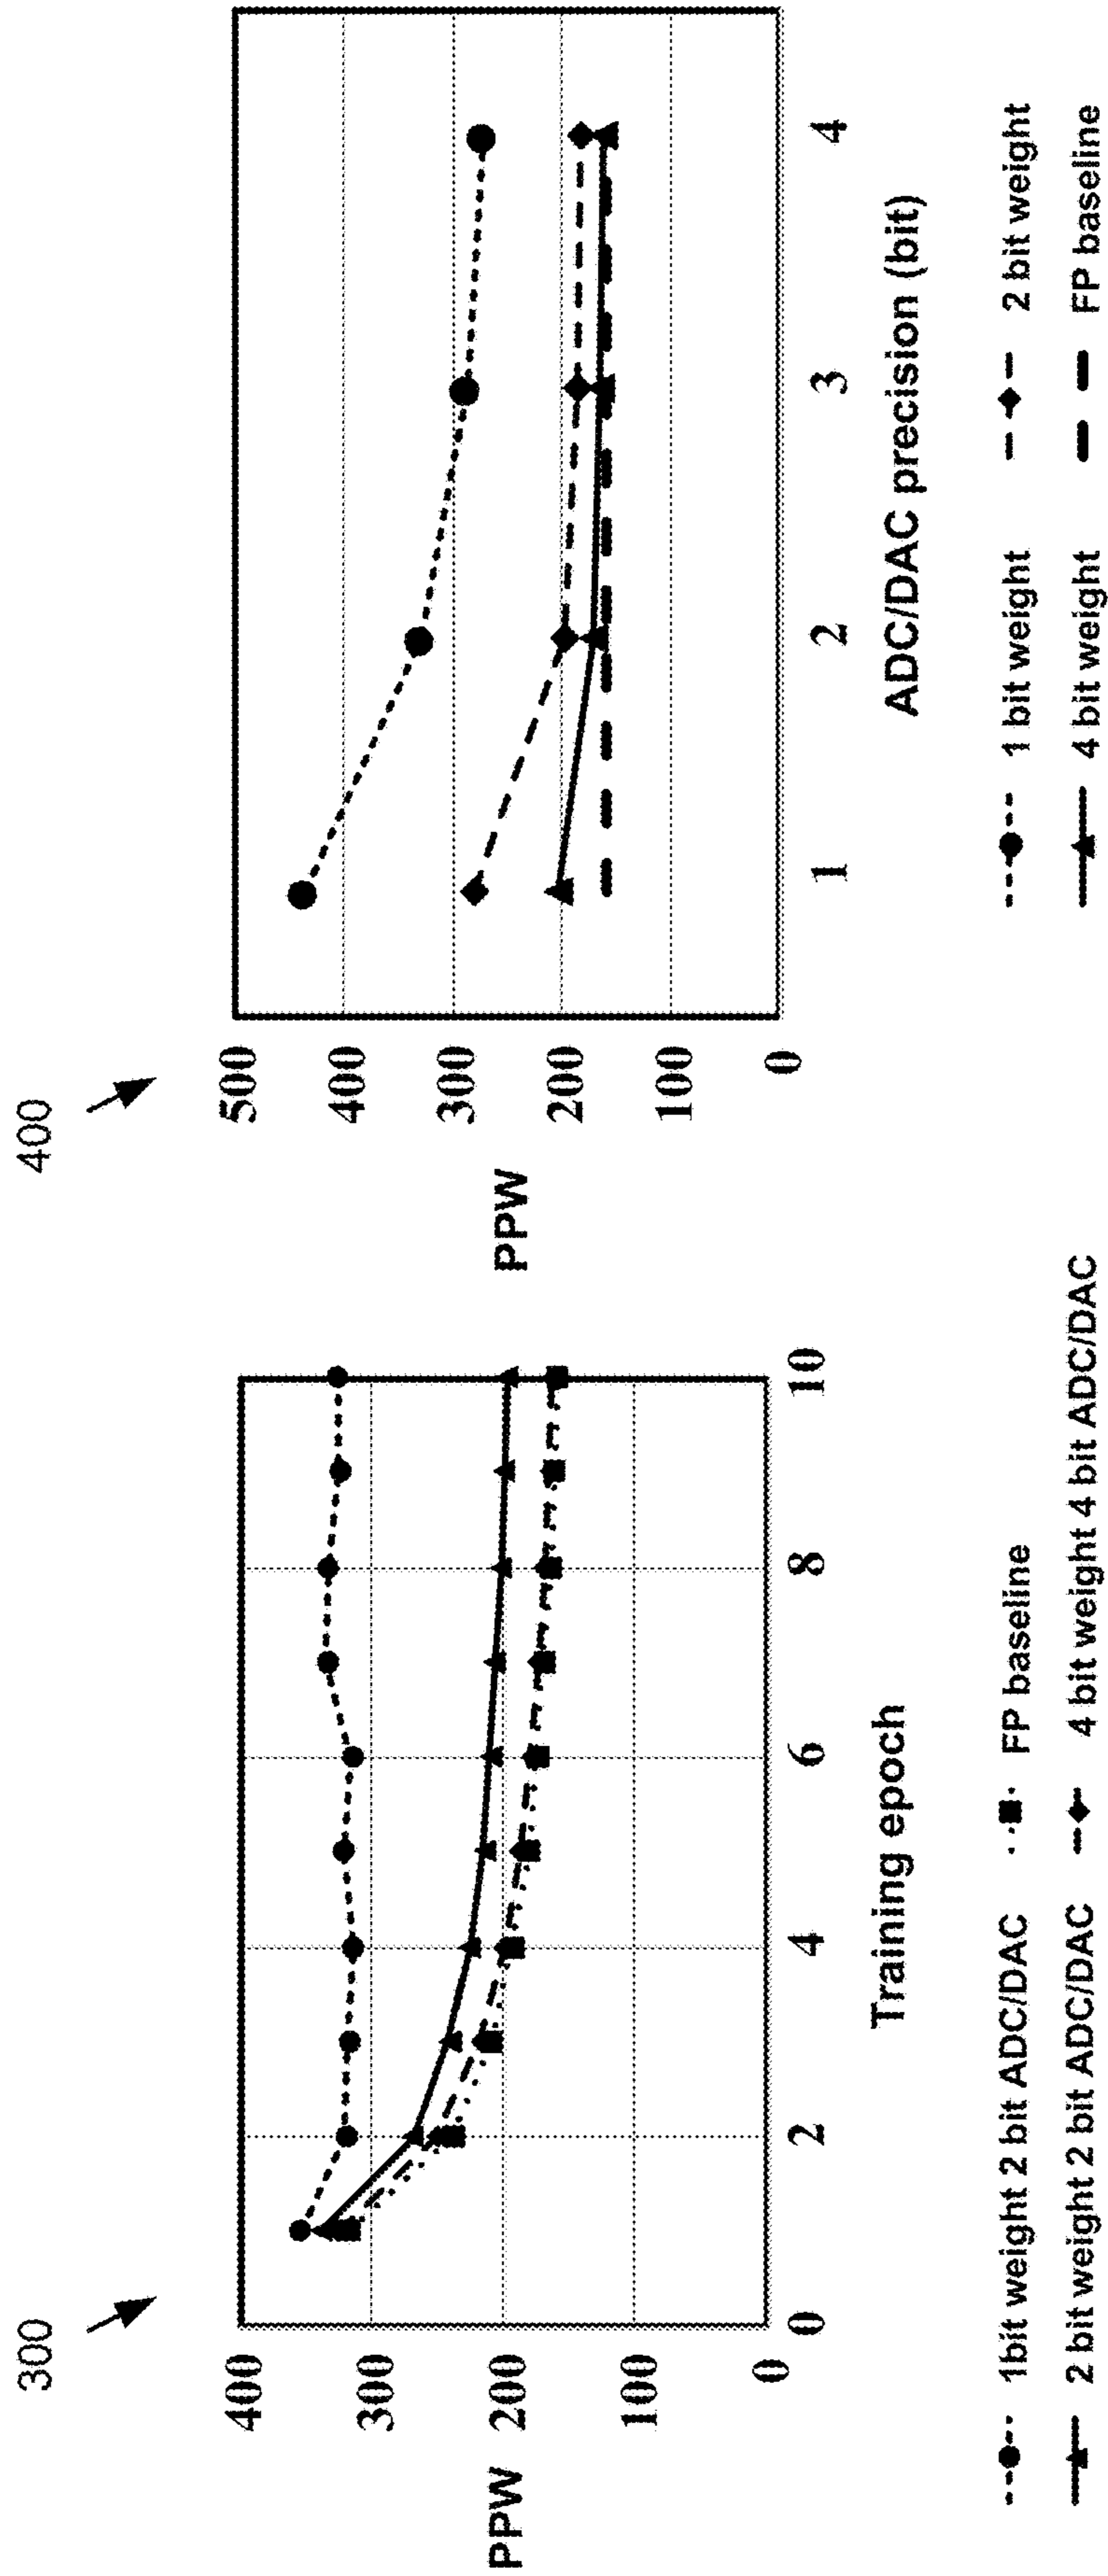 300
PPW
400
300
200
100
0
0
2
4
6
8
10
Training epoch
1bit weight 2 bit ADC/DAC
FP baseline
2 bit weight 2 bit ADC/DAC
4 bit weight 4 bit ADC/DAC
400
PPW
500
400
300
200
100
0
1
2
3
4
ADC/DAC precision (bit)
1 bit weight
2 bit weight
4 bit weight
FP baseline